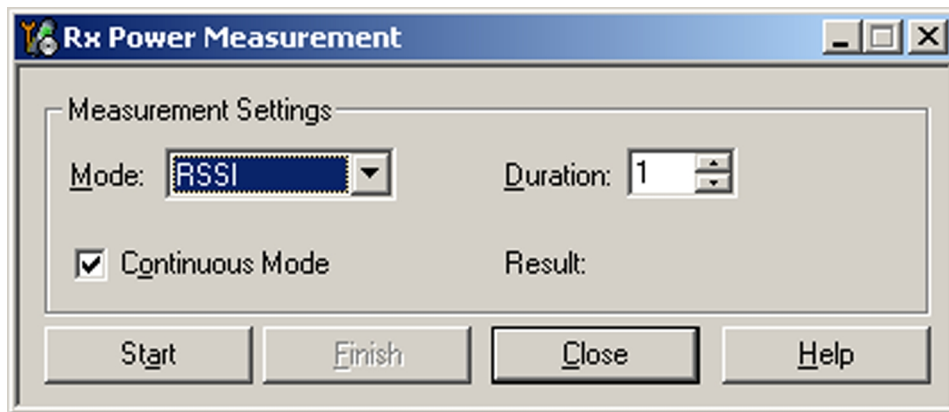 Rx Power Measurement
Measurement Settings
Mode: RSSI Duration: 1
Continuous Mode Result:
Start Finish Close Help